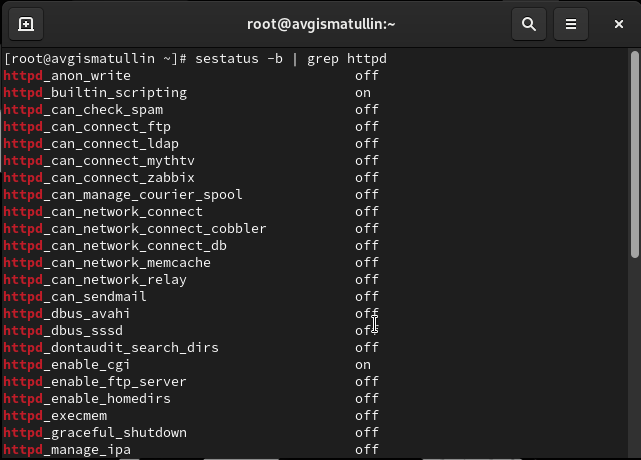 root@avgismatullin:~
[root@avgismatullin ~]# sestatus -b | grep httpd
httpd_anon_write off
httpd_builtin_scripting on
httpd_can_check_spam off
httpd_can_connect_ftp off
httpd_can_connect_ldap off
httpd_can_connect_mythtv off
httpd_can_connect_zabbix off
httpd_can_manage_courier_spool off
httpd_can_network_connect off
httpd_can_network_connect_cobbler off
httpd_can_network_connect_db off
httpd_can_network_memcache off
httpd_can_network_relay off
httpd_can_sendmail off
httpd_dbus_avahi off
httpd_dbus_sssd off
httpd_dontaudit_search_dirs off
httpd_enable_cgi on
httpd_enable_ftp_server off
httpd_enable_homedirs off
httpd_execmem off
httpd_graceful_shutdown off
httpd_manage_ipa off